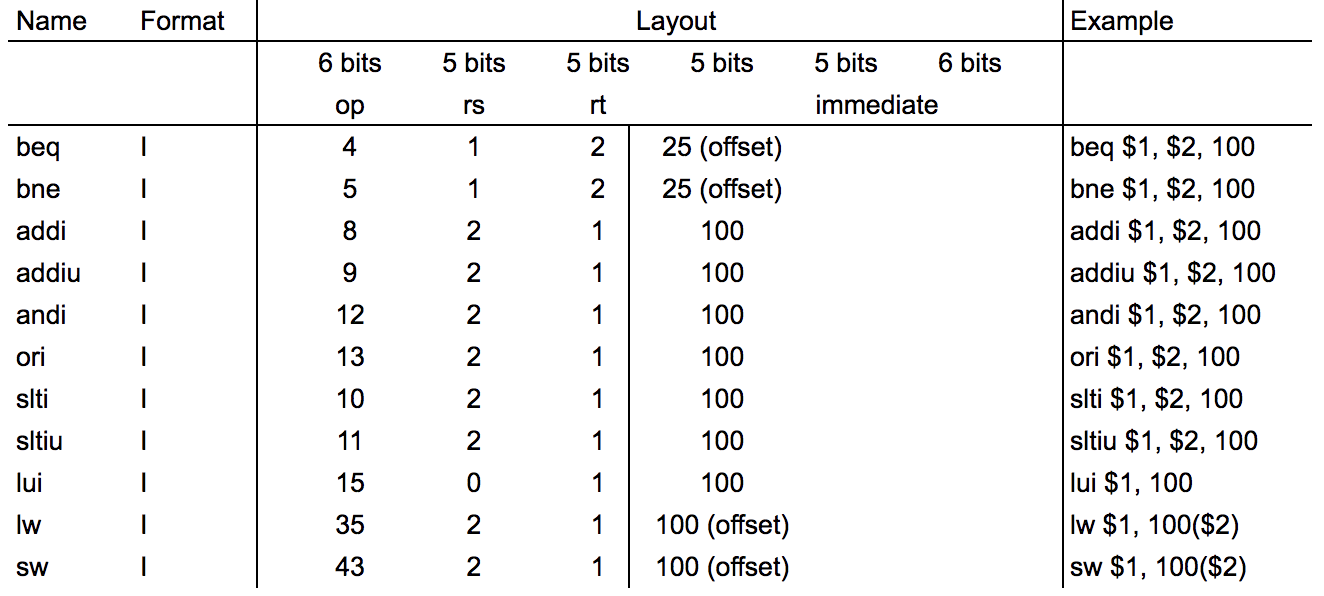 Name Format Layout Example
6 bits 5 bits 5 bits 5 bits 5 bits 6 bits
op rs rt immediate
beq I 4 1 2 25 (offset) beq $1, $2, 100
bne I 5 1 2 25 (offset) bne $1, $2, 100
addi I 8 2 1 100 addi $1, $2, 100
addiu I 9 2 1 100 addiu $1, $2, 100
andi I 12 2 1 100 andi $1, $2, 100
ori I 13 2 1 100 ori $1, $2, 100
slti I 10 2 1 100 slti $1, $2, 100
sltiu I 11 2 1 100 sltiu $1, $2, 100
lui I 15 0 1 100 lui $1, 100
lw I 35 2 1 100 (offset) lw $1, 100($2)
sw I 43 2 1 100 (offset) sw $1, 100($2)